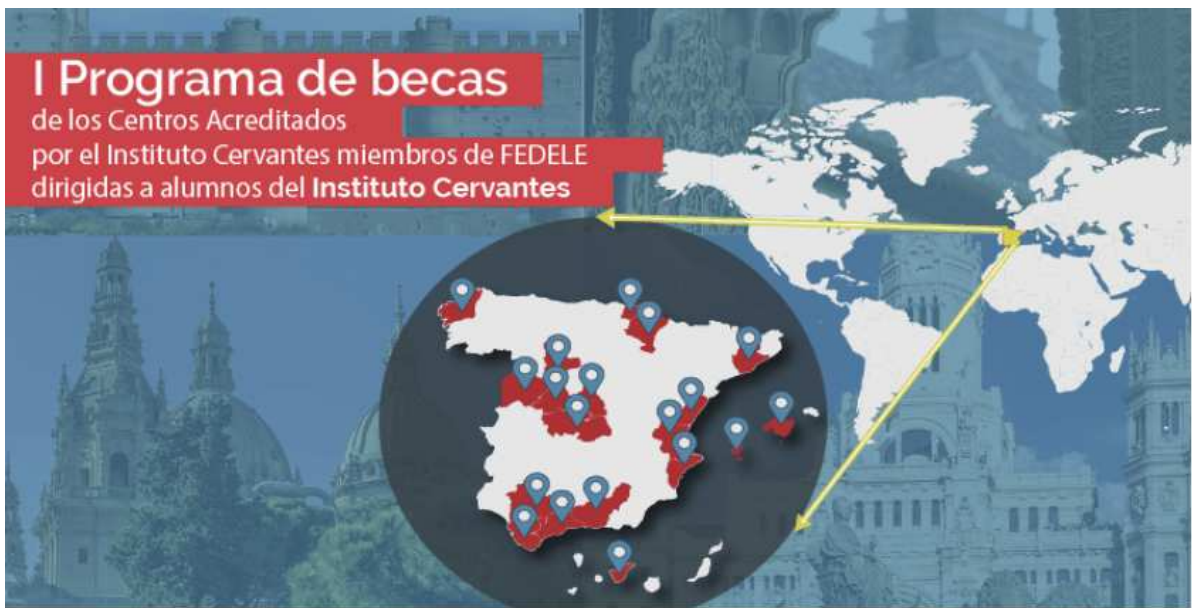 I Programa de becas
de los Centros Acreditados
por el Instituto Cervantes miembros de FEDELE
dirigidas a alumnos del Instituto Cervantes